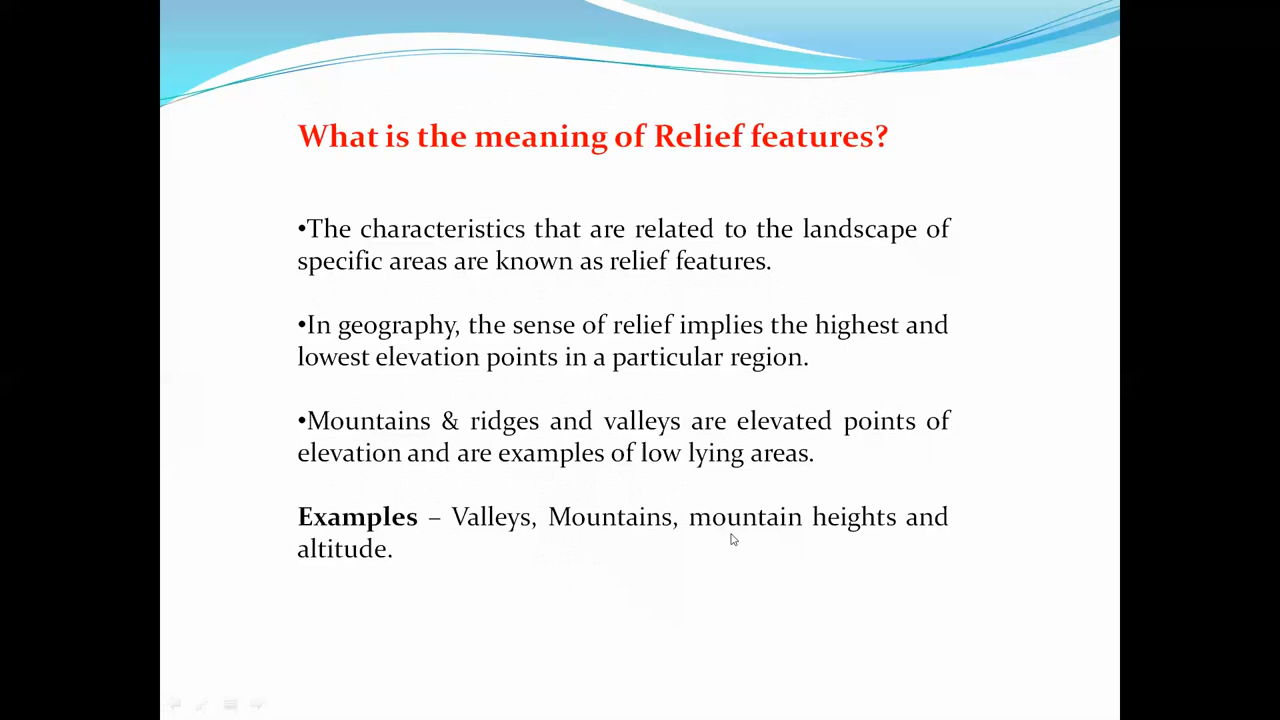 What is the meaning of Relief features?
•The characteristics that are related to the landscape of
specific areas are known as relief features.
•In geography, the sense of relief implies the highest and
lowest elevation points in a particular region.
•Mountains & ridges and valleys are elevated points of
elevation and are examples of low lying areas.
Examples – Valleys, Mountains, mountain heights and
altitude.